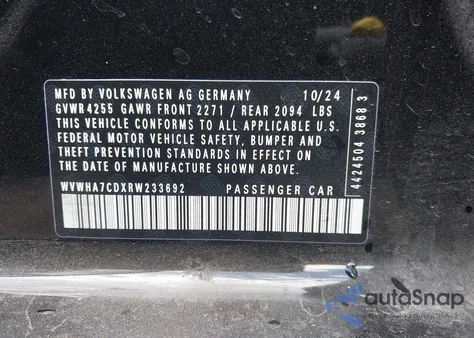 MFD BY VOLKSWAGEN AG GERMANY 10/24
GVWR4255 GAWR FRONT 2271 / REAR 2094 LBS
THIS VEHICLE CONFORMS TO ALL APPLICABLE U.S.
FEDERAL MOTOR VEHICLE SAFETY, BUMPER AND
THEFT PREVENTION STANDARDS IN EFFECT ON
THE DATE OF MANUFACTURE SHOWN ABOVE.
WVWHA7CDXRW233692 PASSENGER CAR
4424504 3868 3
autoSnap